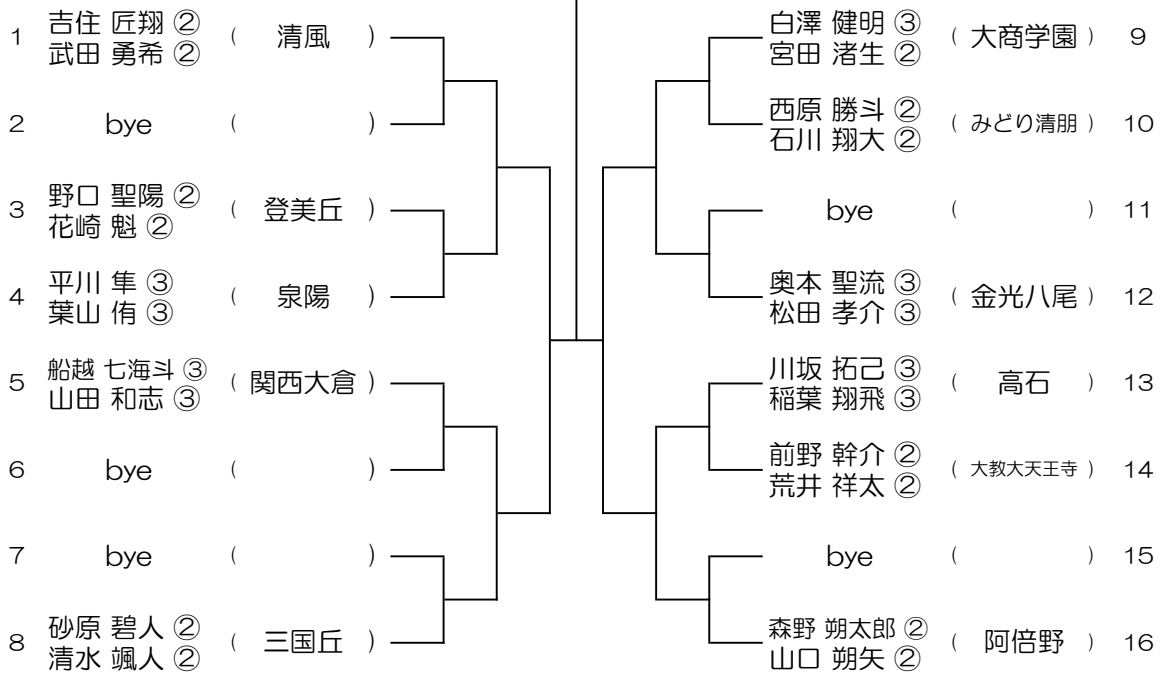 1 吉住 匠翔 ② ( 清風 )
武田 勇希 ②
2 bye ( )
3 野口 聖陽 ② ( 登美丘 )
花崎 魁 ②
4 平川 隼 ③ ( 泉陽 )
葉山 侑 ③
5 船越 七海斗 ③ ( 関西大倉 )
山田 和志 ③
6 bye ( )
7 bye ( )
8 砂原 碧人 ② ( 三国丘 )
清水 颯人 ②
白澤 健明 ③ ( 大商学園 ) 9
宮田 渚生 ②
西原 勝斗 ② ( みどり清朋 ) 10
石川 翔大 ②
bye ( ) 11
奥本 聖流 ③ ( 金光八尾 ) 12
松田 孝介 ③
川坂 拓己 ③ ( 高石 ) 13
稲葉 翔飛 ③
前野 幹介 ② ( 大教大天王寺 ) 14
荒井 祥太 ②
bye ( ) 15
森野 朔太郎 ② ( 阿倍野 ) 16
山口 朔矢 ②